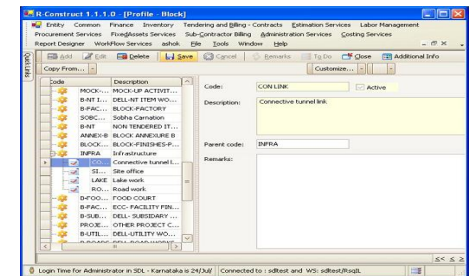 R-Construct 1.1.1.0 - [Profile - Block]
Entity Common Finance Inventory Tendering and Billing - Contracts Estimation Services Labor Management
Procurement Services FixedAssets Services Sub-Contractor Billing Administration Services Costing Services
Report Designer WorkFlow Services ashok File Tools Window Help
Add Edit Delete Save Cancel Remarks To Do Close Additional Info
Copy From... Customize...
Quick Links
Code Description
MOCK-... MOCK-UP ACTIVIT...
B-NT I... DELL-NT ITEM WO...
B-FAC... BLOCK-FACTORY
SOBC... Sobha Carnation
B-NT NON TENDERED IT...
ANNEX-B BLOCK ANNEXURE B
BLOCK... BLOCK-FINISHES-P...
INFRA Infrastructure
CO... Connective tunnel l...
SI... Site office
LAKE Lake work
RO... Road work
B-FOO... FOOD COURT
B-FAC... ECC- FACILITY FIN...
B-SUB... DELL- SUBSIDARY ...
PROJE... OTHER PROJECT C...
B-UTIL... DELL-UTILITY WO...
B-ROADS DELL-ROAD WORKS
Code: CON LINK Active
Description: Connective tunnel link
Parent code: INFRA
Remarks:
Login Time for Administrator in SDL - Karnataka is 24/Jul/ Connected to : sdltest and WS: sdltest/RsqlL